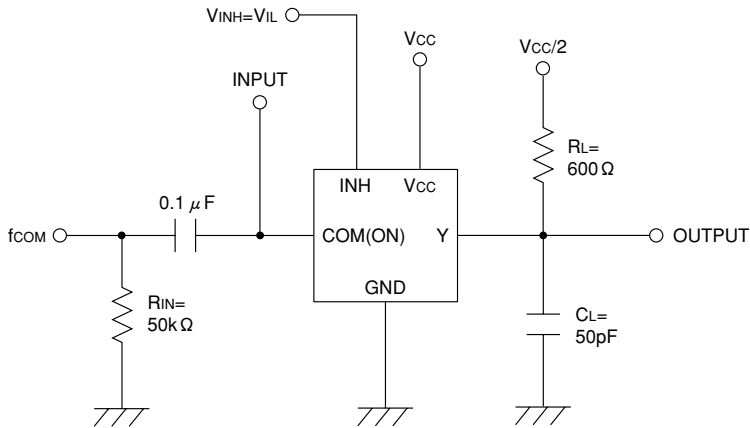 VINH=VIL
VCC
VCC/2
INPUT
RL=
600Ω
INH
VCC
0.1 μF
fCOM
COM(ON)
Y
OUTPUT
RIN=
50kΩ
GND
CL=
50pF